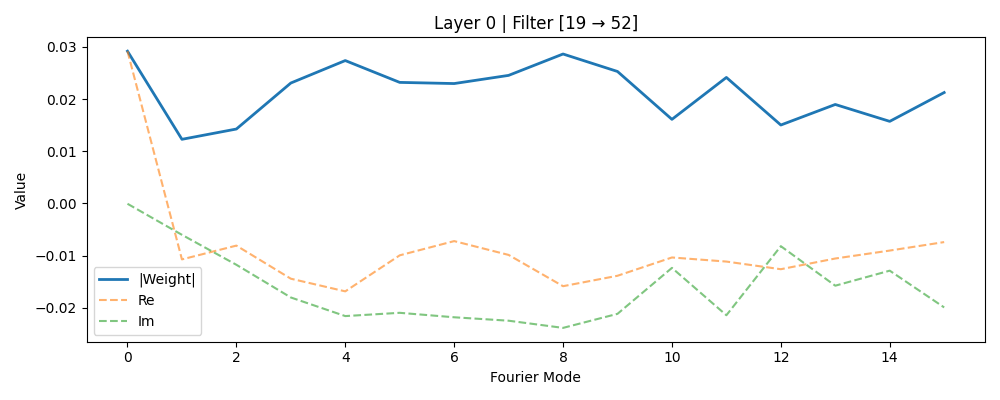 Layer 0 | Filter [19 → 52]
Value
0.03
0.02
0.01
0.00
−0.01
−0.02
|Weight|
Re
Im
0 2 4 6 8 10 12 14
Fourier Mode